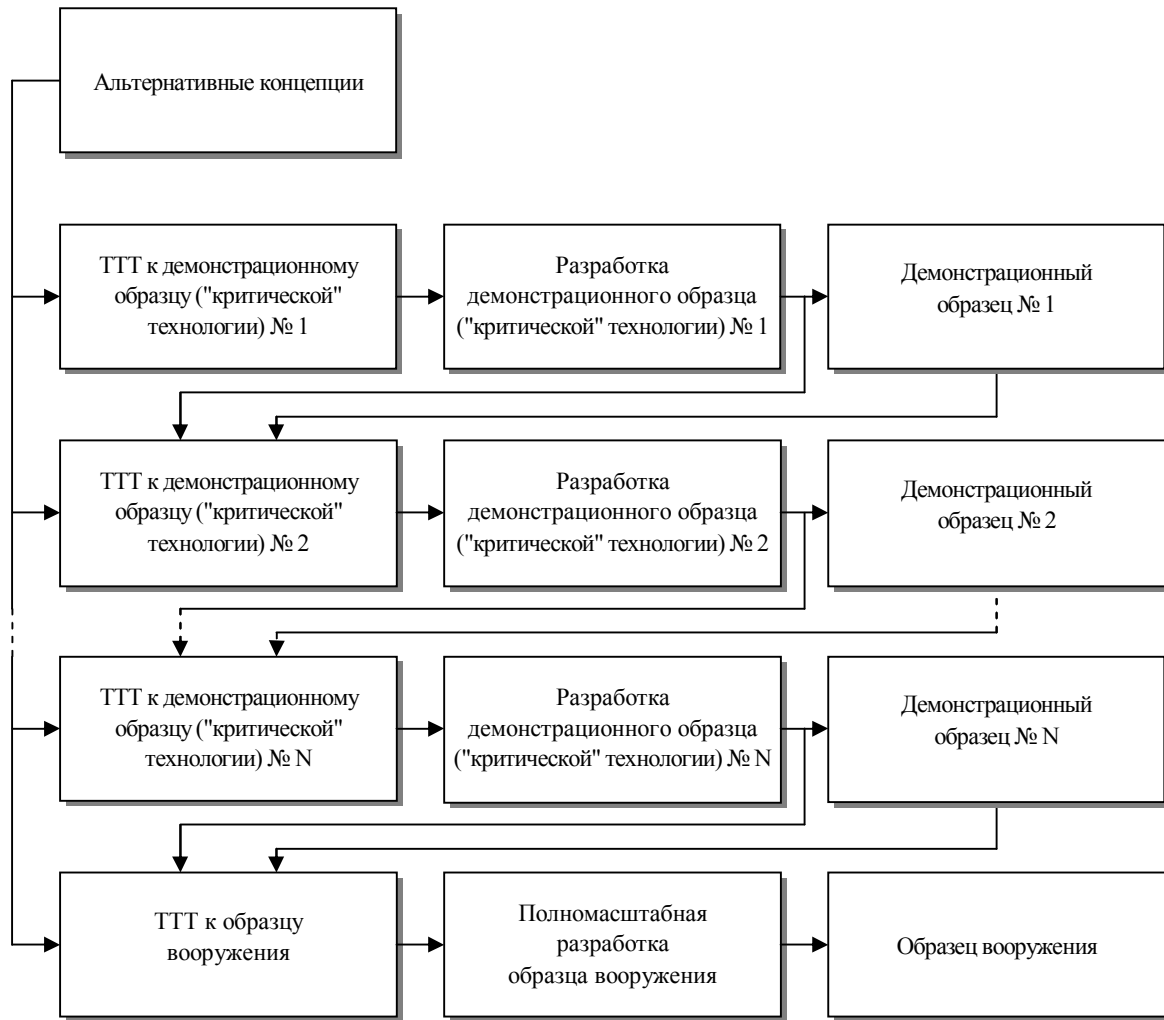 Альтернативные концепции
ТТТ к демонстрационному
образцу ("критической"
технологии) № 1
Разработка
демонстрационного образца
("критической" технологии) № 1
Демонстрационный
образец № 1
ТТТ к демонстрационному
образцу ("критической"
технологии) № 2
Разработка
демонстрационного образца
("критической" технологии) № 2
Демонстрационный
образец № 2
ТТТ к демонстрационному
образцу ("критической"
технологии) № N
Разработка
демонстрационного образца
("критической" технологии) № N
Демонстрационный
образец № N
ТТТ к образцу
вооружения
Полномасштабная
разработка
образца вооружения
Образец вооружения